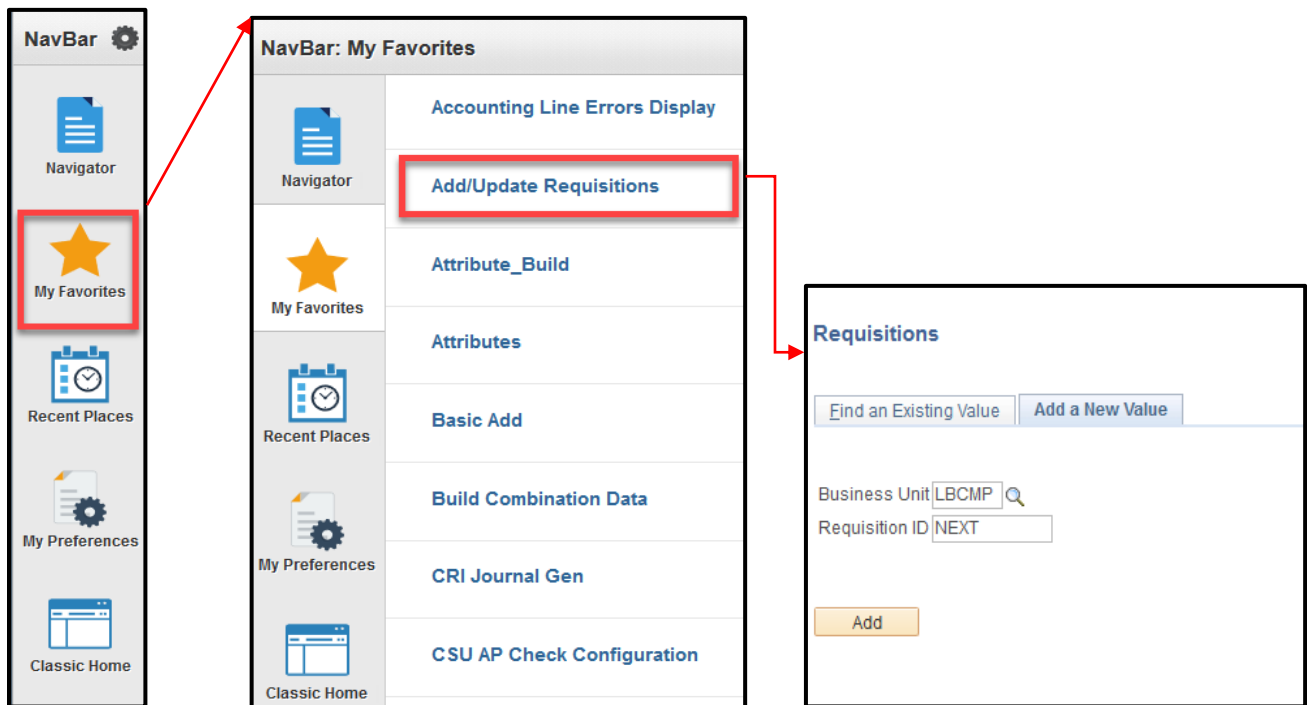 NavBar
Navigator
My Favorites
Recent Places
My Preferences
Classic Home
NavBar: My Favorites
Navigator
My Favorites
Recent Places
My Preferences
Classic Home
Accounting Line Errors Display
Add/Update Requisitions
Attribute_Build
Attributes
Basic Add
Build Combination Data
CRI Journal Gen
CSU AP Check Configuration
Requisitions
Find an Existing Value Add a New Value
Business Unit LBCMP
Requisition ID NEXT
Add